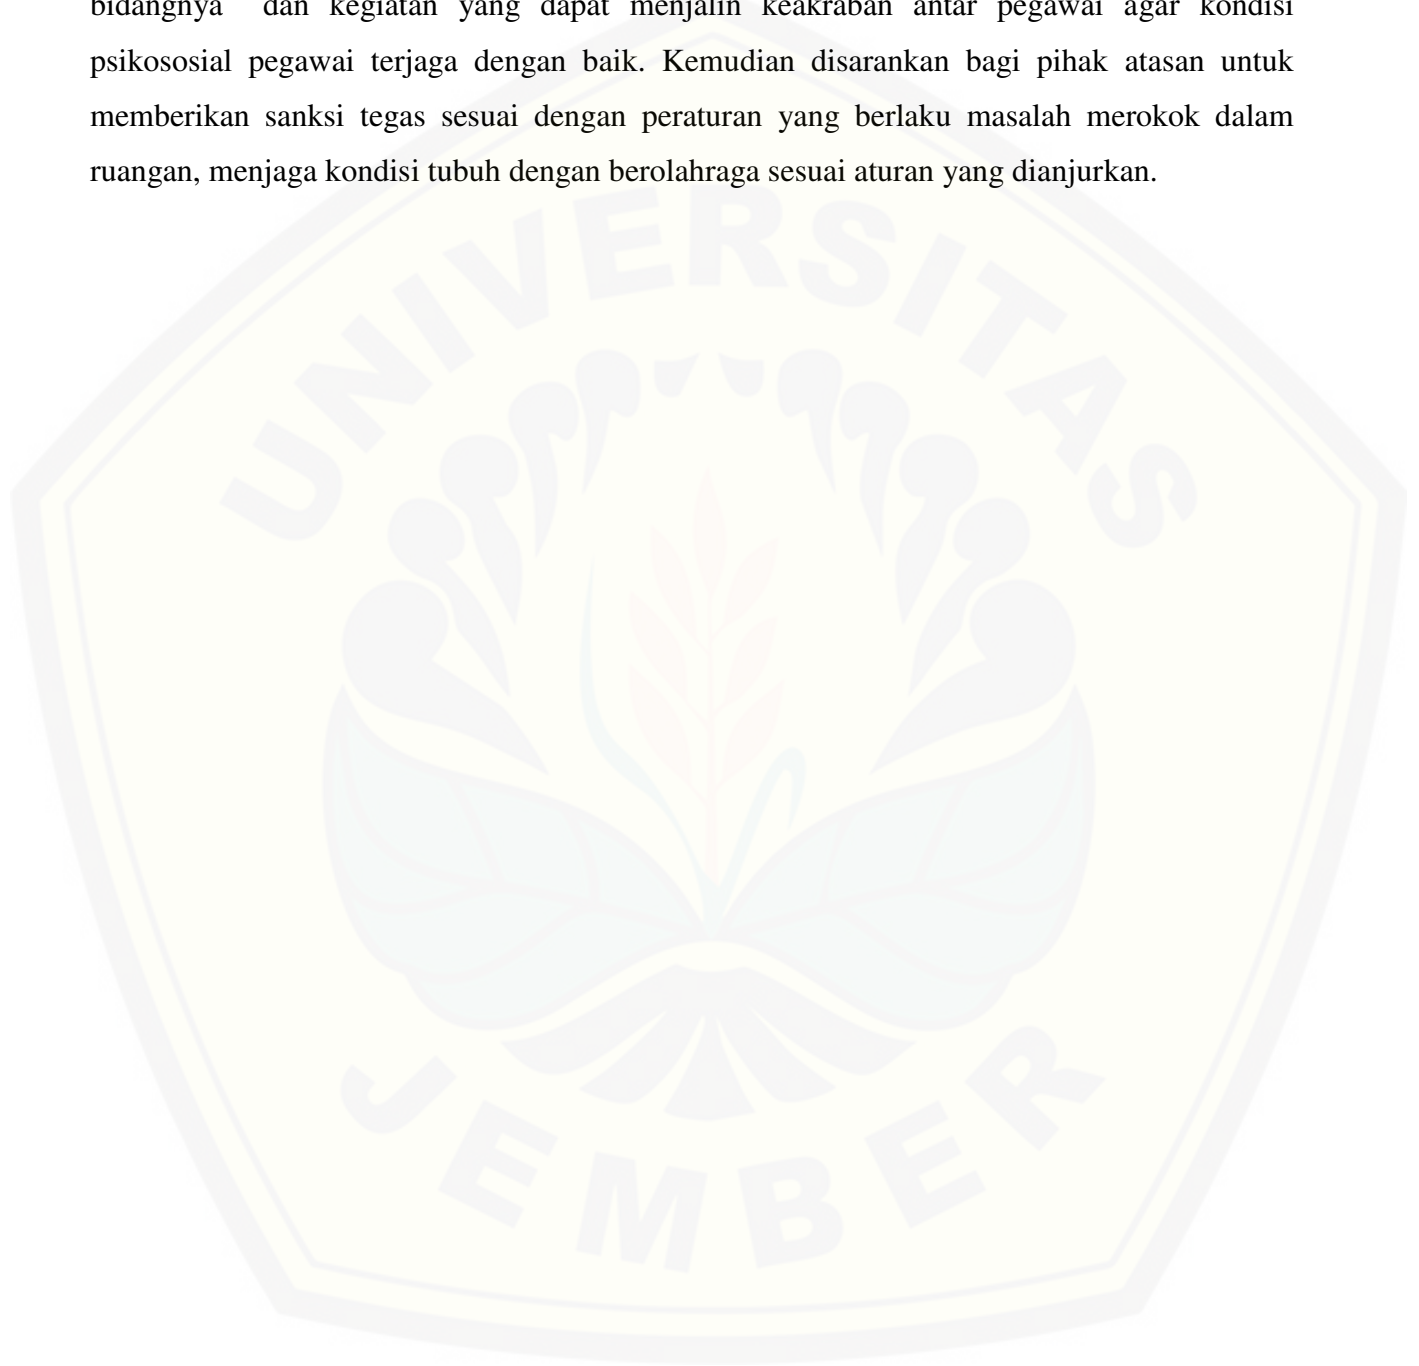 bidangnya dan kegiatan yang dapat menjalin keakraban antar pegawai agar kondisi
psikososial pegawai terjaga dengan baik. Kemudian disarankan bagi pihak atasan untuk
memberikan sanksi tegas sesuai dengan peraturan yang berlaku masalah merokok dalam
ruangan, menjaga kondisi tubuh dengan berolahraga sesuai aturan yang dianjurkan.
UNIVERSITAS
JEMBER